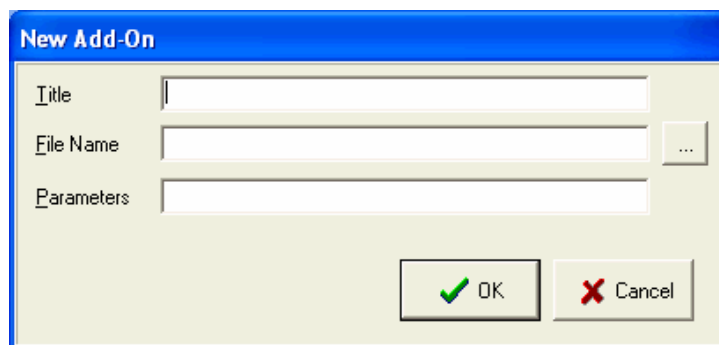 New Add-On
Title
File Name
...
Parameters
OK
Cancel